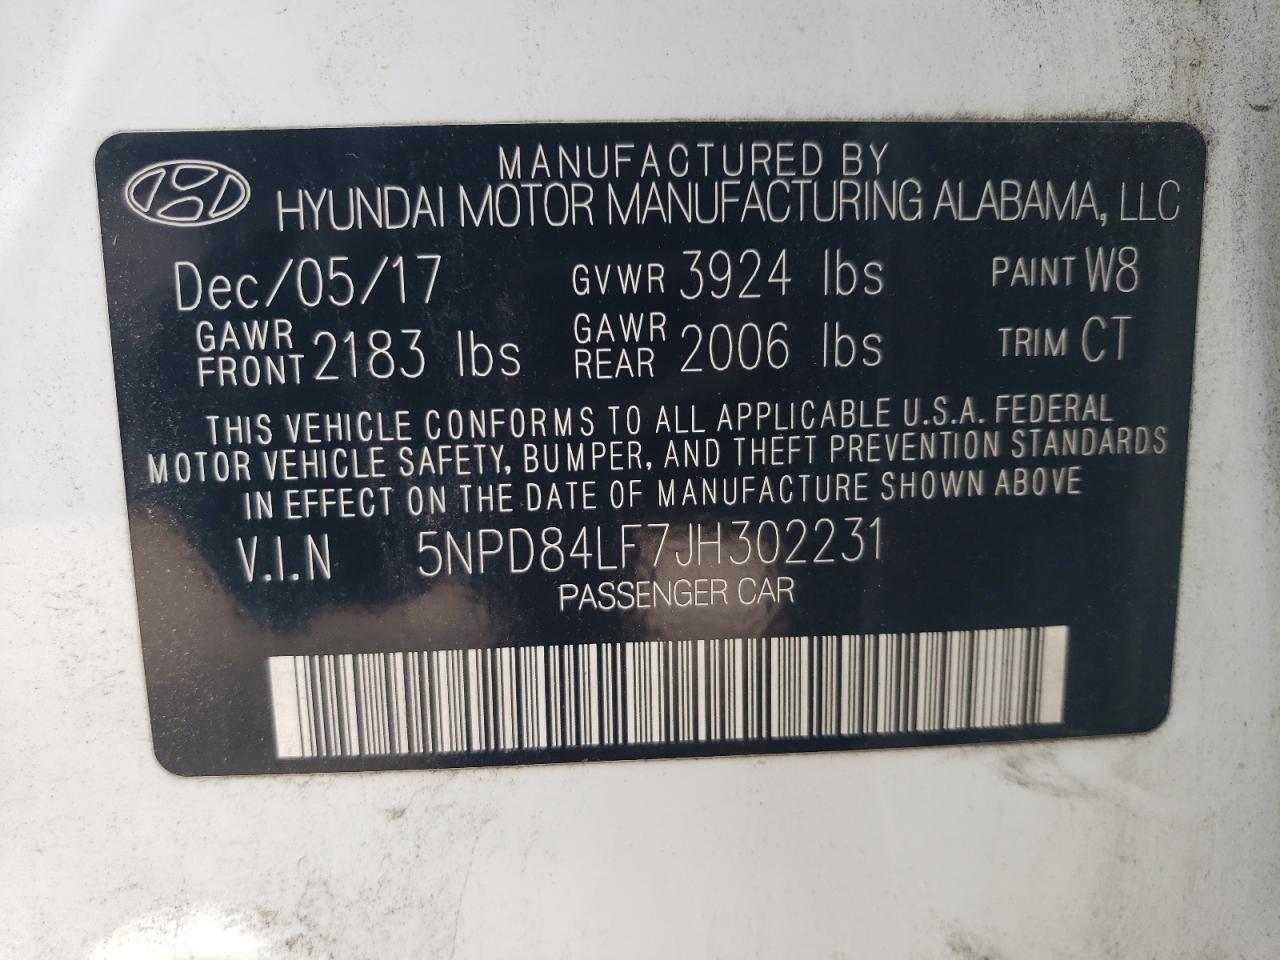 MANUFACTURED BY
HYUNDAI MOTOR MANUFACTURING ALABAMA, LLC
Dec/05/17 GVWR 3924 lbs PAINT W8
GAWR FRONT 2183 lbs GAWR REAR 2006 lbs TRIM CT
THIS VEHICLE CONFORMS TO ALL APPLICABLE U.S.A. FEDERAL
MOTOR VEHICLE SAFETY, BUMPER, AND THEFT PREVENTION STANDARDS
IN EFFECT ON THE DATE OF MANUFACTURE SHOWN ABOVE
V.I.N 5NPD84LF7JH302231
PASSENGER CAR